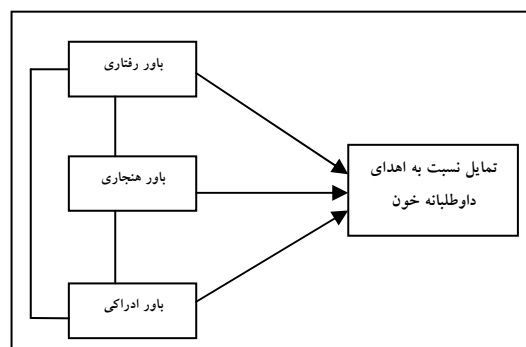 باور رفتاری
باور هنجاری
باور ادراکی
تمایل نسبت به اهدای
داوطلبانه خون